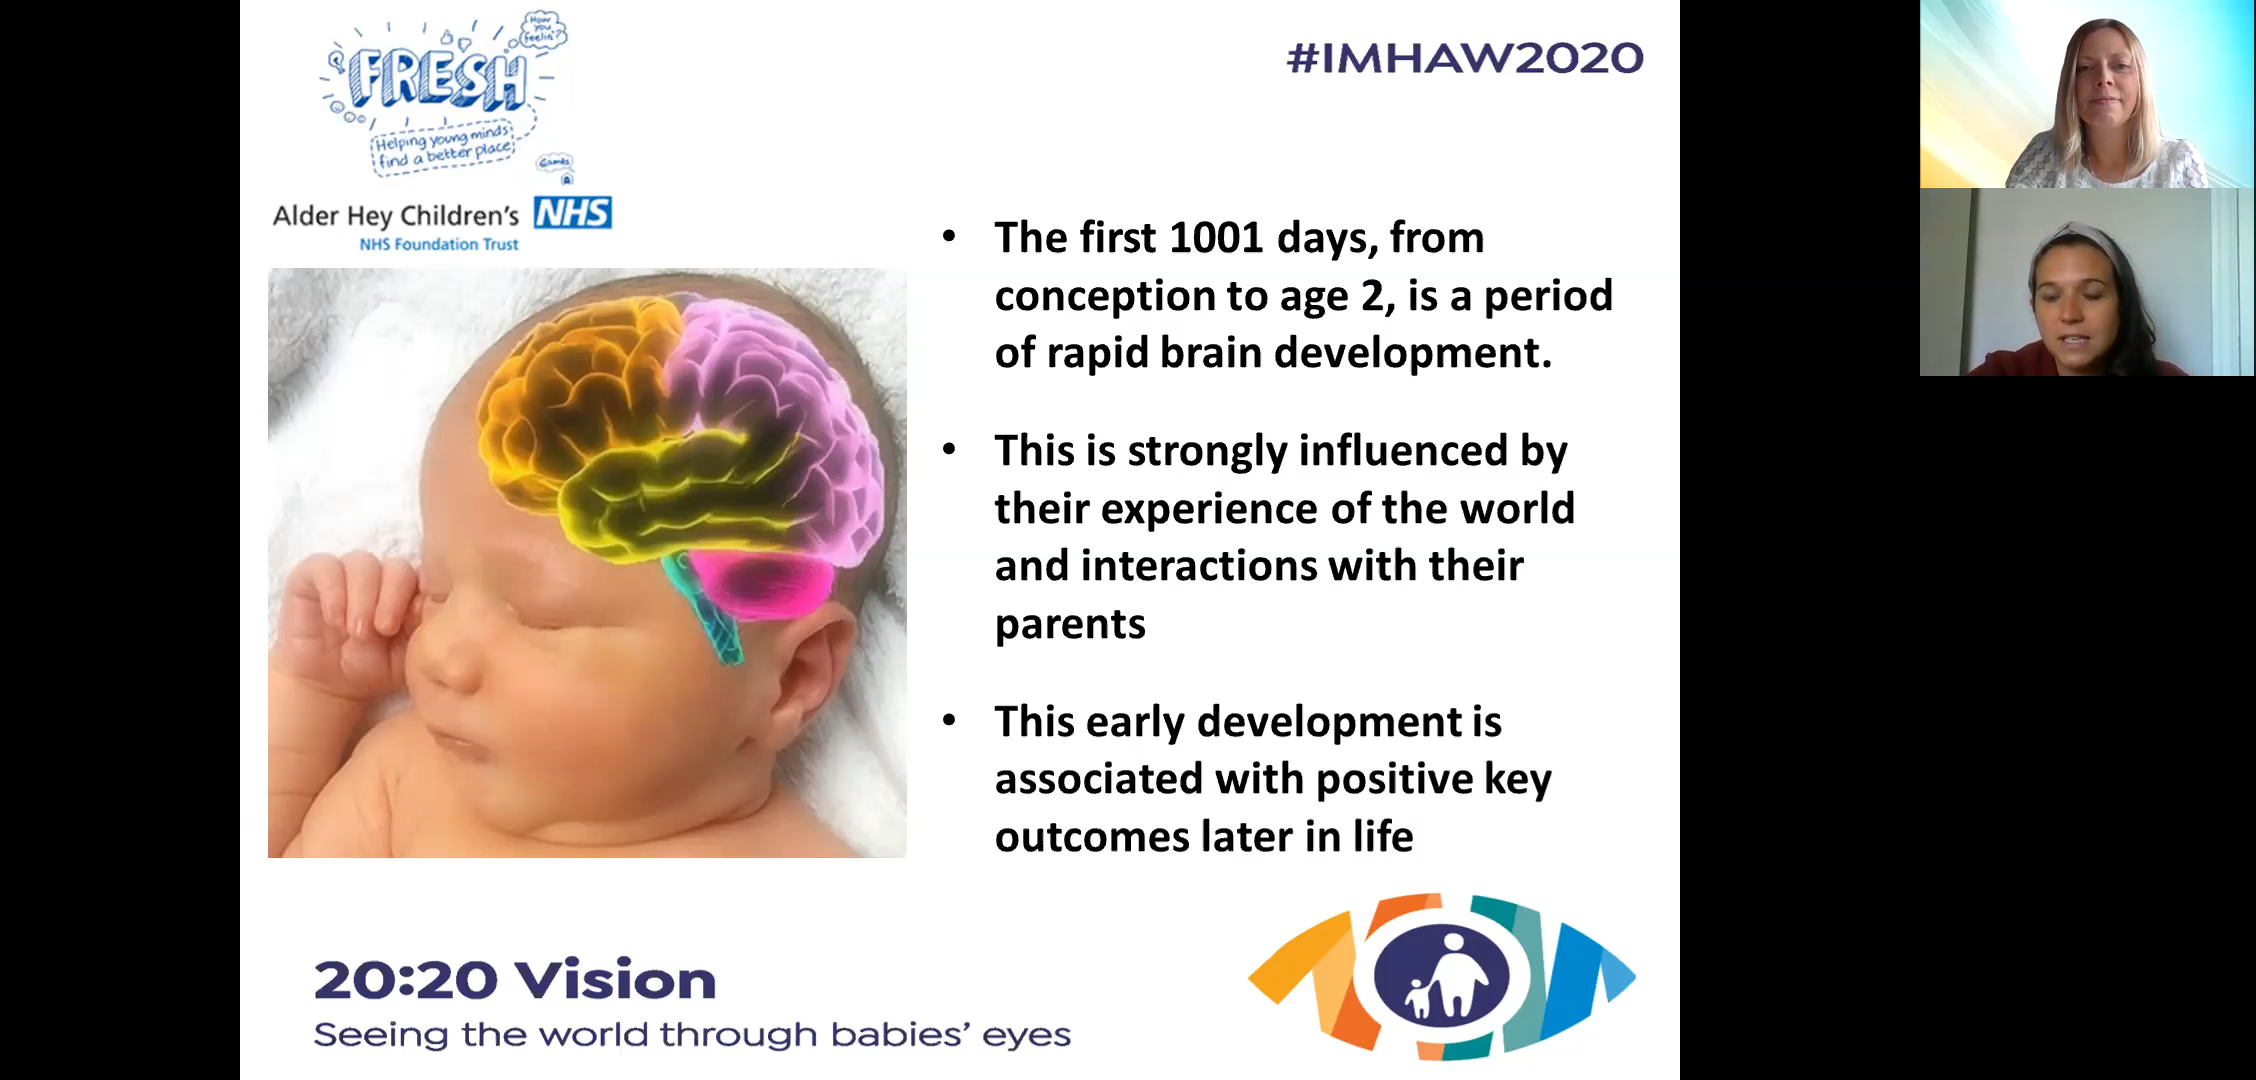 How you feelin'?
FRESH
Helping young minds
find a better place
Alder Hey Children's NHS
NHS Foundation Trust
#IMHAW2020
• The first 1001 days, from
conception to age 2, is a period
of rapid brain development.
• This is strongly influenced by
their experience of the world
and interactions with their
parents
• This early development is
associated with positive key
outcomes later in life
20:20 Vision
Seeing the world through babies' eyes